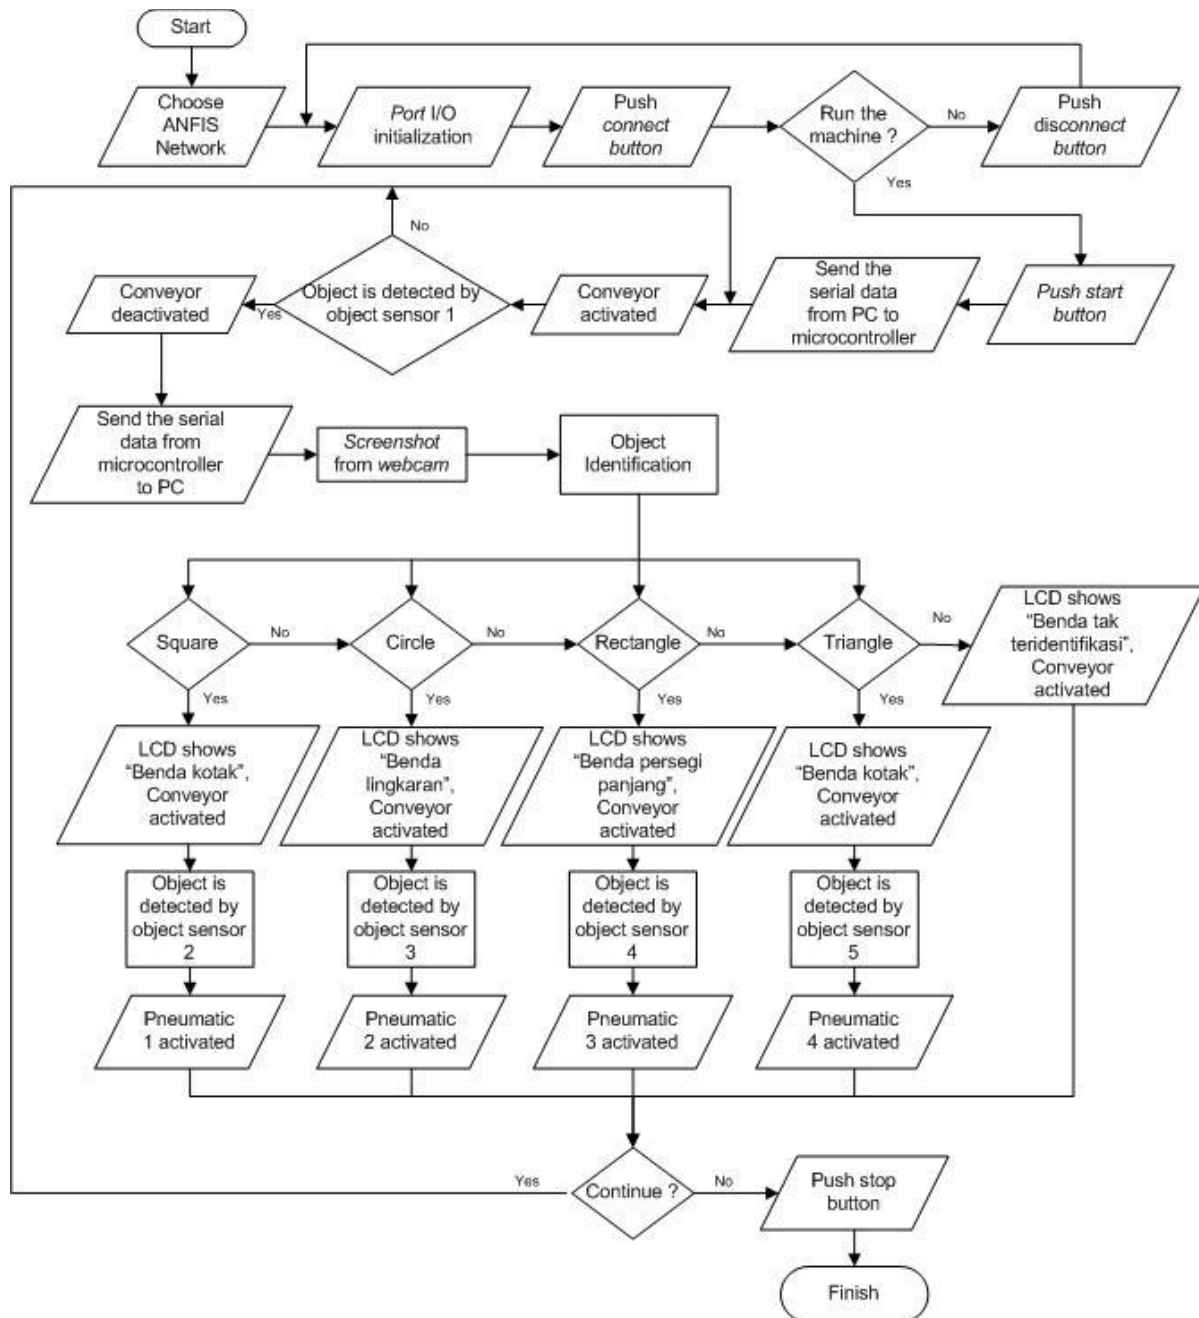 Start
Choose
ANFIS
Network
Port I/O
initialization
Push
connect
button
Run the
machine ?
No
Push
disconnect
button
Yes
No
Conveyor
deactivated
Yes
Object is detected by
object sensor 1
Conveyor
activated
Send the
serial data
from PC to
microcontroller
Push start
button
Send the serial
data from
microcontroller
to PC
Screenshot
from webcam
Object
Identification
Square
No
Circle
No
Rectangle
No
Triangle
No
LCD shows
“Benda tak
teridentifikasi”,
Conveyor
activated
Yes
Yes
Yes
Yes
LCD shows
“Benda kotak”,
Conveyor
activated
LCD shows
“Benda
lingkaran”,
Conveyor
activated
LCD shows
“Benda persegi
panjang”,
Conveyor
activated
LCD shows
“Benda kotak”,
Conveyor
activated
Object is
detected by
object sensor
2
Object is
detected by
object sensor
3
Object is
detected by
object sensor
4
Object is
detected by
object sensor
5
Pneumatic
1 activated
Pneumatic
2 activated
Pneumatic
3 activated
Pneumatic
4 activated
Yes
Continue ?
No
Push stop
button
Finish